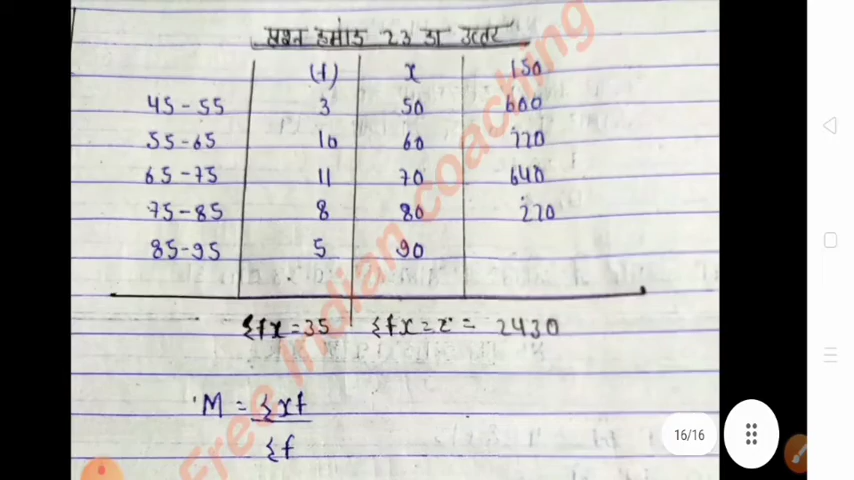 प्रश्न क्रमांक 23 का उत्तर
(f) x 150
45-55 3 50 600
55-65 10 60 770
65-75 11 70 640
75-85 8 80 270
85-95 5 90
Σfx=35 Σfx=Σ= 2430
M = Σxf
Σf
Free Indian coaching
16/16